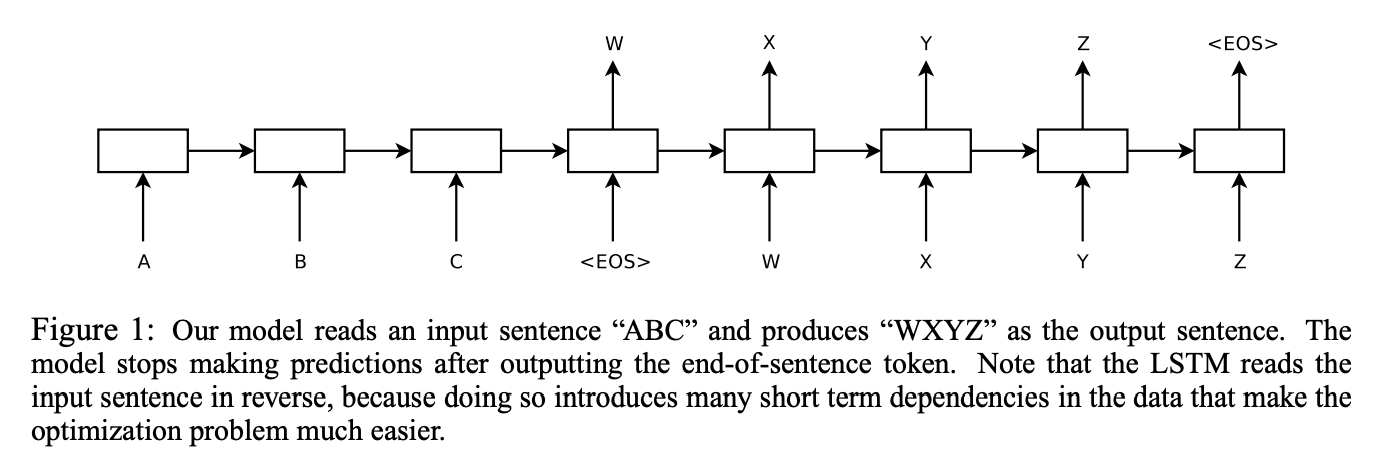 W X Y Z <EOS>
A B C <EOS> W X Y Z
Figure 1: Our model reads an input sentence “ABC” and produces “WXYZ” as the output sentence. The
model stops making predictions after outputting the end-of-sentence token. Note that the LSTM reads the
input sentence in reverse, because doing so introduces many short term dependencies in the data that make the
optimization problem much easier.